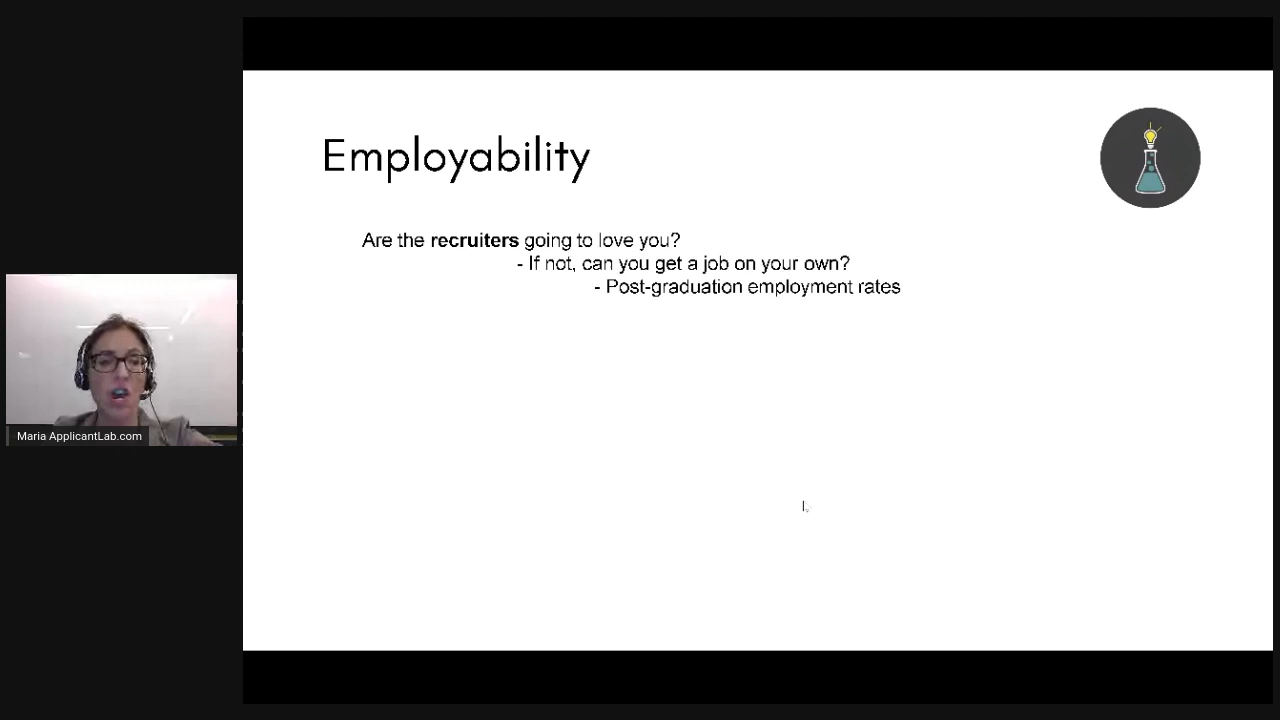 Employability
Are the recruiters going to love you?
- If not, can you get a job on your own?
- Post-graduation employment rates
Maria ApplicantLab.com